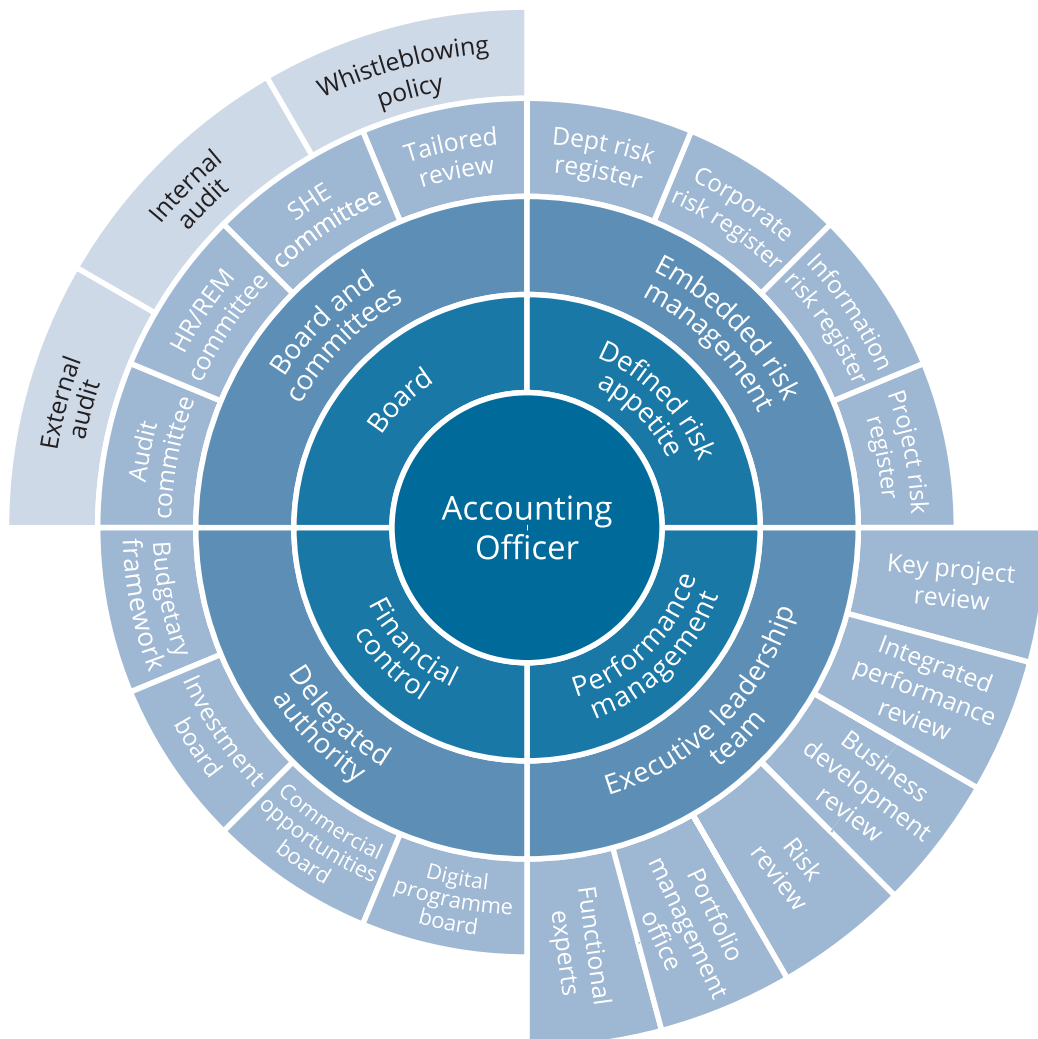 Accounting
Officer
Board
Defined risk
appetite
Performance
management
Financial
control
Board and
committees
Embedded risk
management
Executive leadership
team
Delegated
authority
Audit
committee
HR/REM
committee
SHE
committee
Tailored
review
Dept risk
register
Corporate
risk register
Information
risk register
Project risk
register
Key project
review
Integrated
performance
review
Business
development
review
Risk
review
Portfolio
management
office
Functional
experts
Digital
programme
board
Commercial
opportunities
board
Investment
board
Budgetary
framework
External
audit
Internal
audit
Whistleblowing
policy